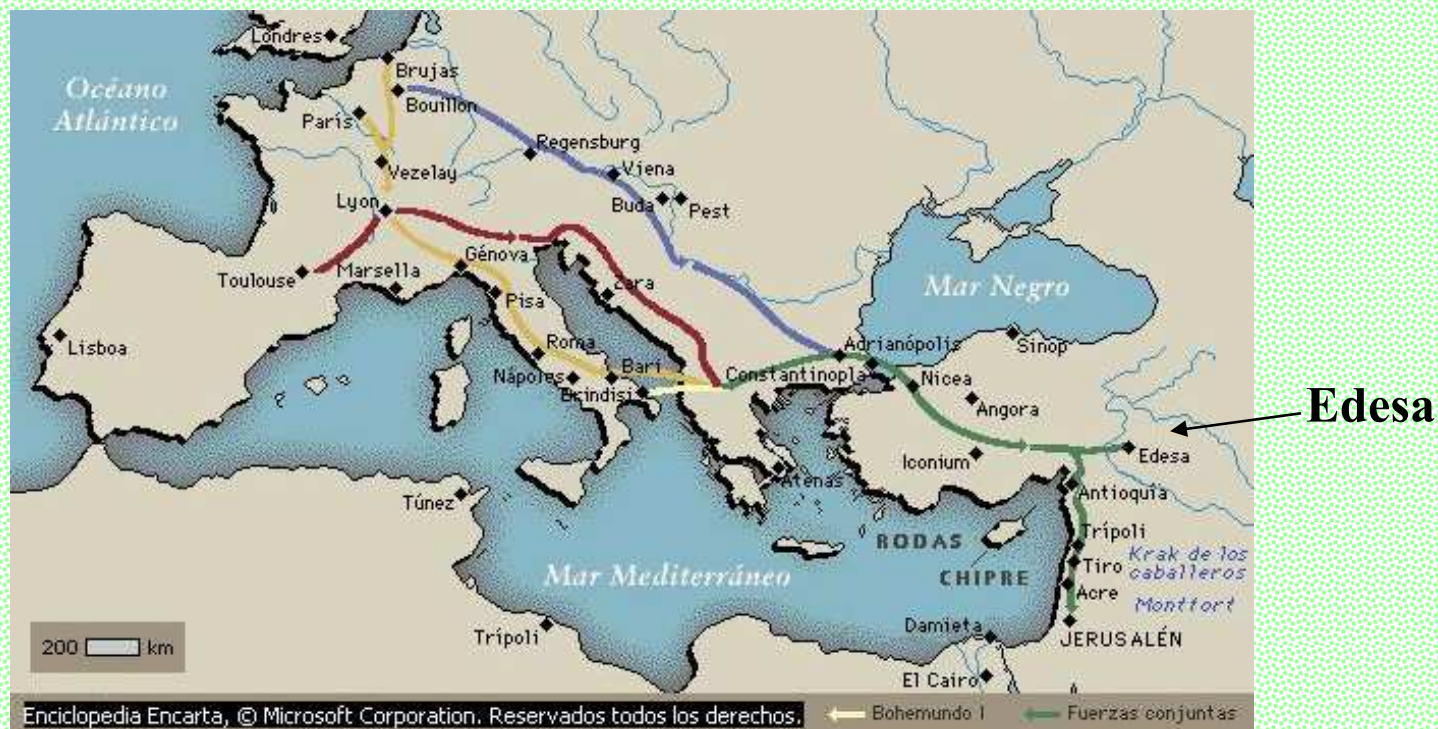 Londres
Brujas
Océano
Atlántico
Bouillon
París
Regensburg
Vezelay
Viena
Lyon
Buda
Pest
Génova
Toulouse
Marsella
Zara
Mar Negro
Pisa
Lisboa
Roma
Adrianópolis
Sinop
Bari
Constantinopla
Nápoles
Nicea
Brindisi
Angora
Edesa
Iconium
Edesa
Atenas
Túnez
Antioquía
RODAS
Trípoli
Krak de los
caballeros
Tiro
Mar Mediterráneo
CHIPRE
Acre
Montfort
Damieta
Trípoli
JERUSALÉN
200 km
El Cairo
Enciclopedia Encarta, © Microsoft Corporation. Reservados todos los derechos.
Bohemundo I
Fuerzas conjuntas